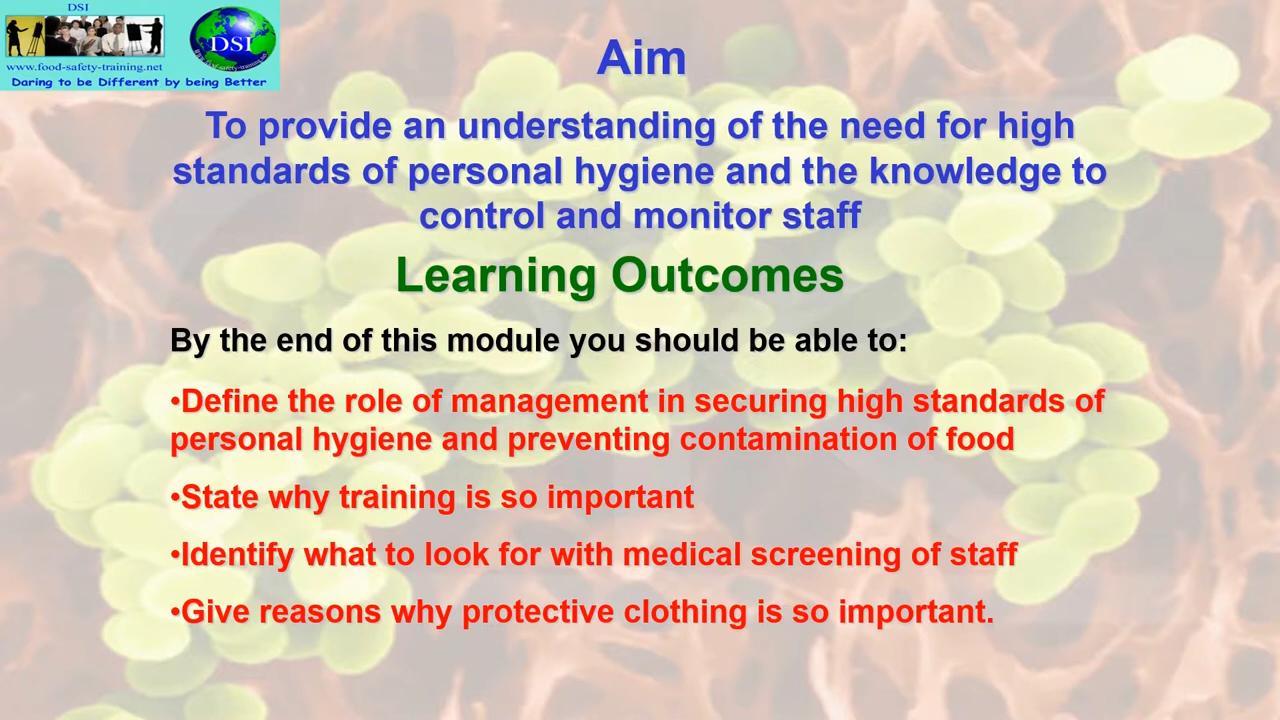 DSI
DSI
www.food-safety-training.net
Daring to be Different by being Better
Aim
To provide an understanding of the need for high
standards of personal hygiene and the knowledge to
control and monitor staff
Learning Outcomes
By the end of this module you should be able to:
•Define the role of management in securing high standards of
personal hygiene and preventing contamination of food
•State why training is so important
•Identify what to look for with medical screening of staff
•Give reasons why protective clothing is so important.